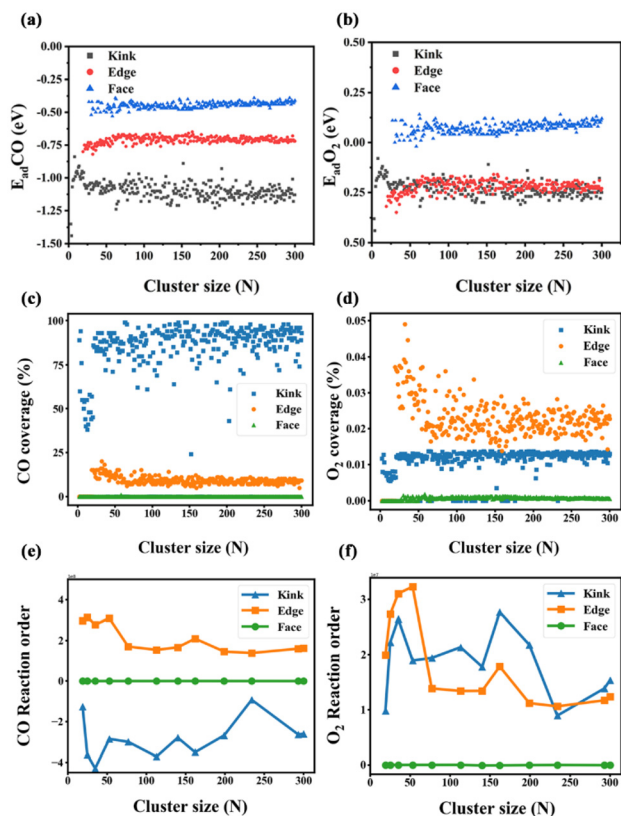 (a)
0.00
-0.25
-0.50
-0.75
-1.00
-1.25
-1.50
E_adCO (eV)
Kink
Edge
Face
0 50 100 150 200 250 300
Cluster size (N)
(b)
0.50
0.25
0.00
0.25
0.50
E_adO₂ (eV)
Kink
Edge
Face
0 50 100 150 200 250 300
Cluster size (N)
(c)
100
75
50
25
0
CO coverage (%)
Kink
Edge
Face
0 50 100 150 200 250 300
Cluster size (N)
(d)
0.05
0.04
0.03
0.02
0.01
0.00
O₂ coverage (%)
Kink
Edge
Face
0 50 100 150 200 250 300
Cluster size (N)
(e)
4
2
0
−2
−4
CO Reaction order
Kink
Edge
Face
0 50 100 150 200 250 300
Cluster size (N)
(f)
3
2
1
0
O₂ Reaction order
Kink
Edge
Face
0 50 100 150 200 250 300
Cluster size (N)